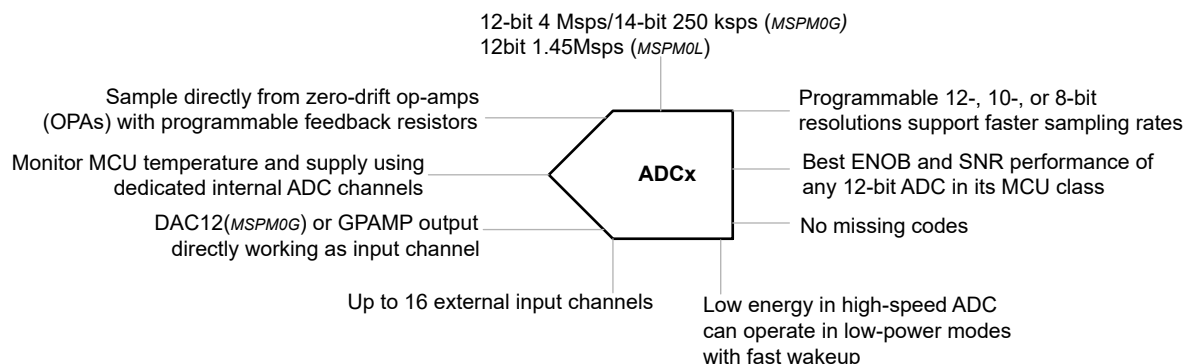 12-bit 4 Msps/14-bit 250 ksps (MSPM0G)
12bit 1.45Msps (MSPM0L)
Sample directly from zero-drift op-amps
(OPAs) with programmable feedback resistors
Monitor MCU temperature and supply using
dedicated internal ADC channels
DAC12(MSPM0G) or GPAMP output
directly working as input channel
Up to 16 external input channels
ADCx
Programmable 12-, 10-, or 8-bit
resolutions support faster sampling rates
Best ENOB and SNR performance of
any 12-bit ADC in its MCU class
No missing codes
Low energy in high-speed ADC
can operate in low-power modes
with fast wakeup